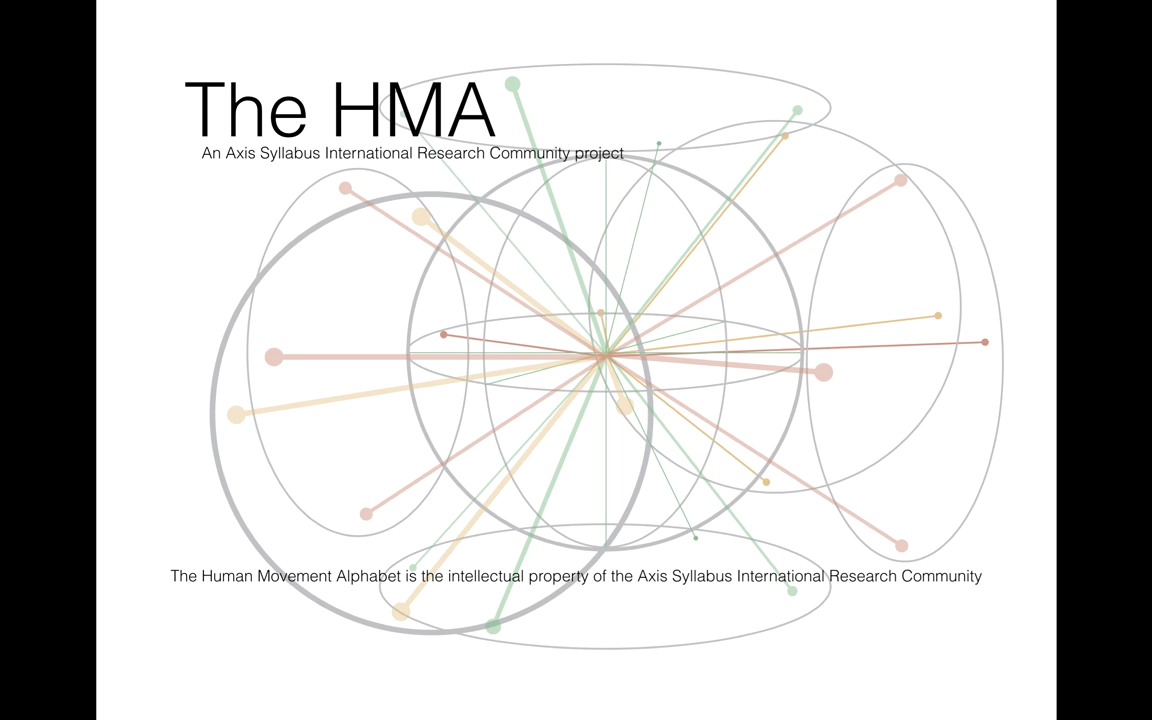 The HMA
An Axis Syllabus International Research Community project
The Human Movement Alphabet is the intellectual property of the Axis Syllabus International Research Community